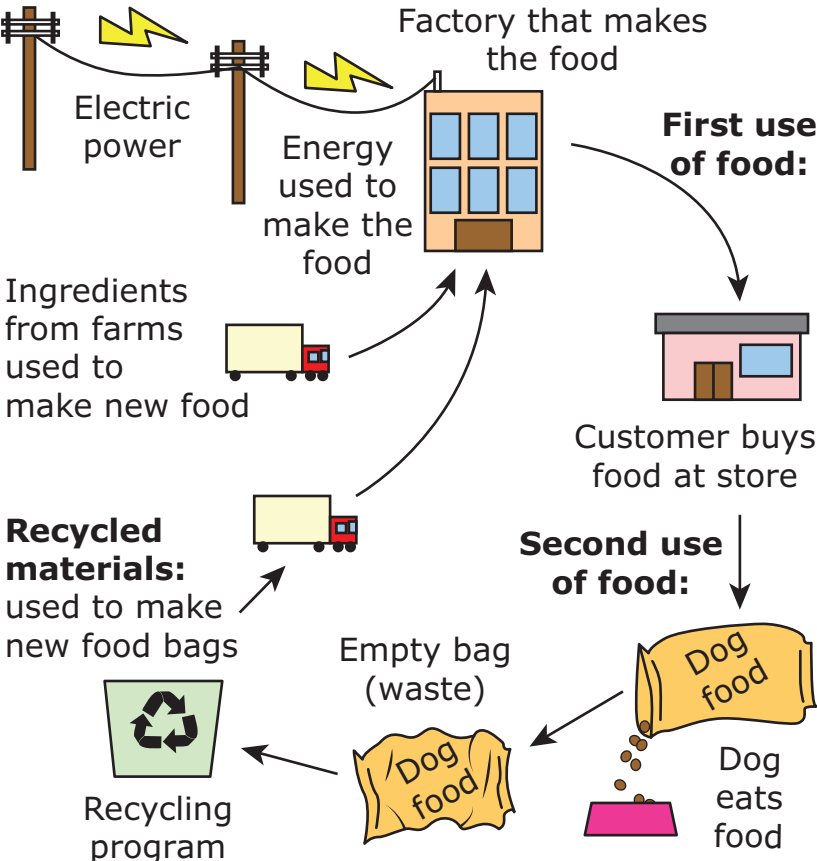 Factory that makes
the food
Electric
power
Energy
used to
make the
food
First use
of food:
Ingredients
from farms
used to
make new food
Customer buys
food at store
Recycled
materials:
used to make
new food bags
Second use
of food:
Empty bag
(waste)
Dog
food
Dog
food
Dog
eats
food
Recycling
program